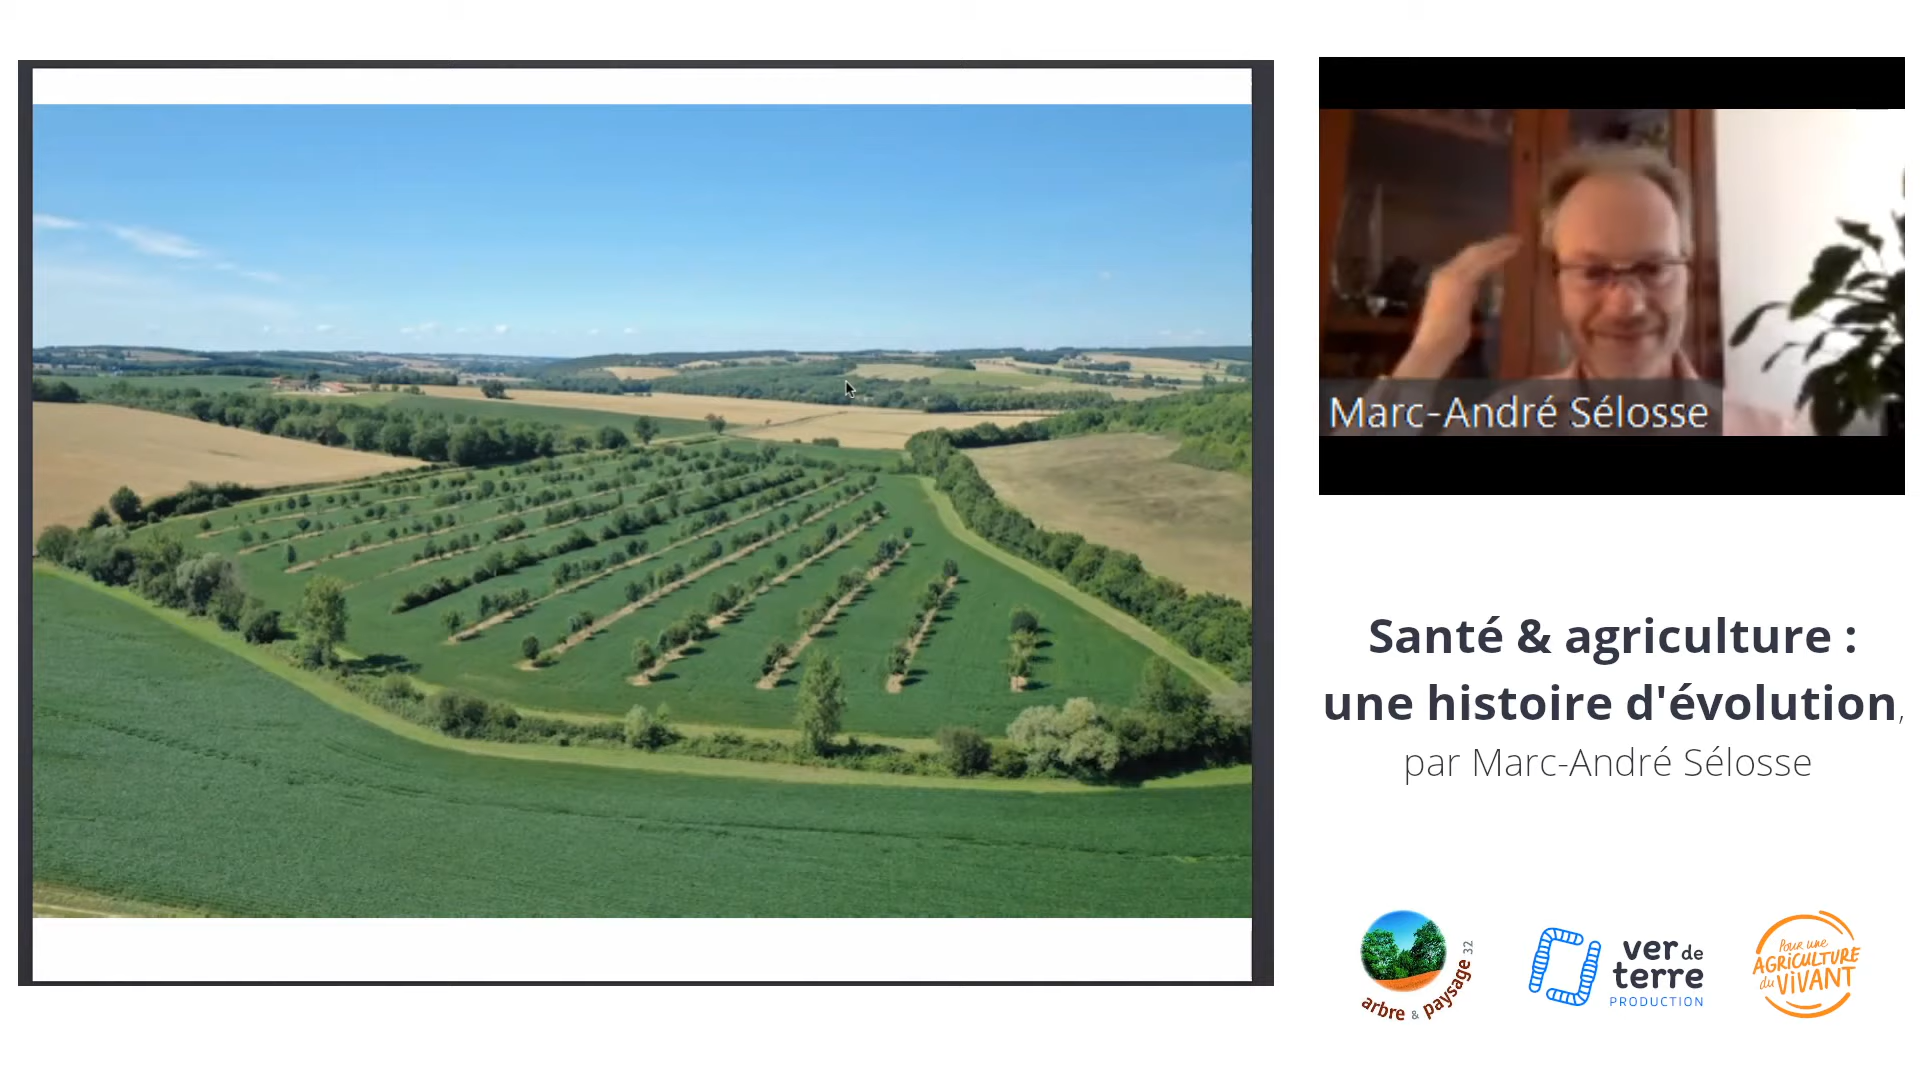 Marc-André Sélosse
Santé & agriculture :
une histoire d'évolution,
par Marc-André Sélosse
arbre & paysage 32
ver de
terre
PRODUCTION
Pour une
AGRICULTURE
du ViVANT